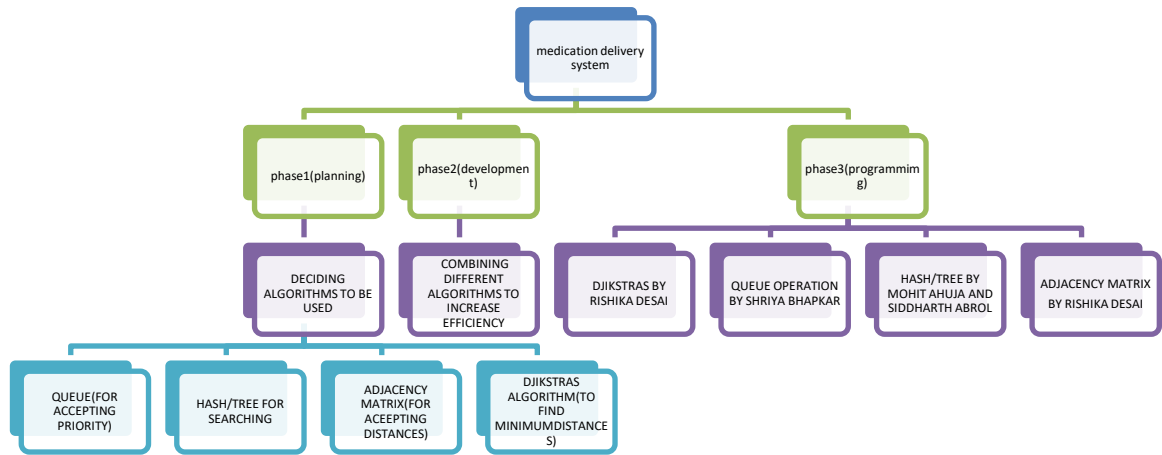 medication delivery
system
phase1(planning)
phase2(developmen
t)
phase3(programmim
g)
DECIDING
ALGORITHMS TO BE
USED
COMBINING
DIFFERENT
ALGORITHMS TO
INCREASE
EFFICIENCY
DJIKSTRAS BY
RISHIKA DESAI
QUEUE OPERATION
BY SHRIYA BHAPKAR
HASH/TREE BY
MOHIT AHUJA AND
SIDDHARTH ABROL
ADJACENCY MATRIX
BY RISHIKA DESAI
QUEUE(FOR
ACCEPTING
PRIORITY)
HASH/TREE FOR
SEARCHING
ADJACENCY
MATRIX(FOR
ACEEPTING
DISTANCES)
DJIKSTRAS
ALGORITHM(TO
FIND
MINIMUMDISTANCE
S)